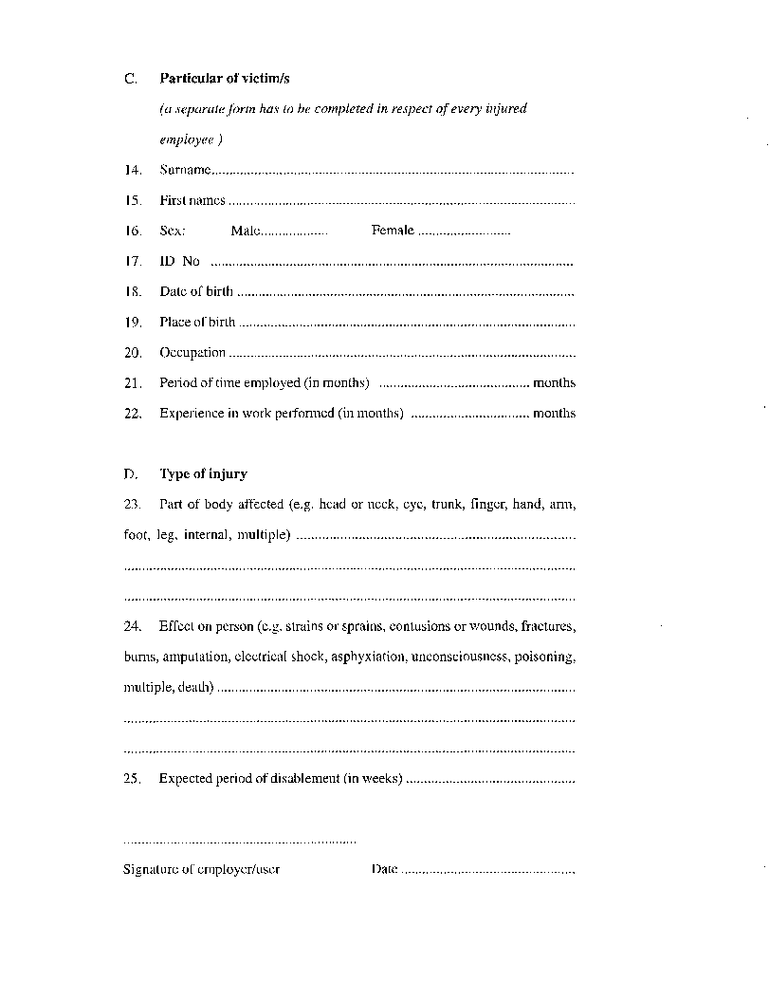 C. Particular of victim/s
(a separate form has to be completed in respect of every injured
employee )
14. Surname..........................................................................................................
15. First names ....................................................................................................
16. Sex: Male................... Female ..........................
17. ID No ......................................................................................................
18. Date of birth ...............................................................................................
19. Place of birth ..............................................................................................
20. Occupation .................................................................................................
21. Period of time employed (in months) .......................................... months
22. Experience in work performed (in months) ................................. months
D. Type of injury
23. Part of body affected (e.g. head or neck, eye, trunk, finger, hand, arm,
foot, leg, internal, multiple) ............................................................................
..............................................................................................................................
..............................................................................................................................
24. Effect on person (e.g. strains or sprains, contusions or wounds, fractures,
burns, amputation, electrical shock, asphyxiation, unconsciousness, poisoning,
multiple, death) ....................................................................................................
..............................................................................................................................
..............................................................................................................................
25. Expected period of disablement (in weeks) ...............................................
.................................................................
Signature of employer/user Date .................................................